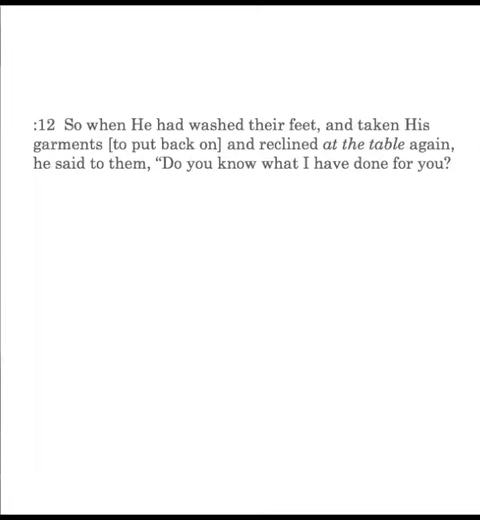 :12 So when He had washed their feet, and taken His
garments [to put back on] and reclined at the table again,
he said to them, “Do you know what I have done for you?